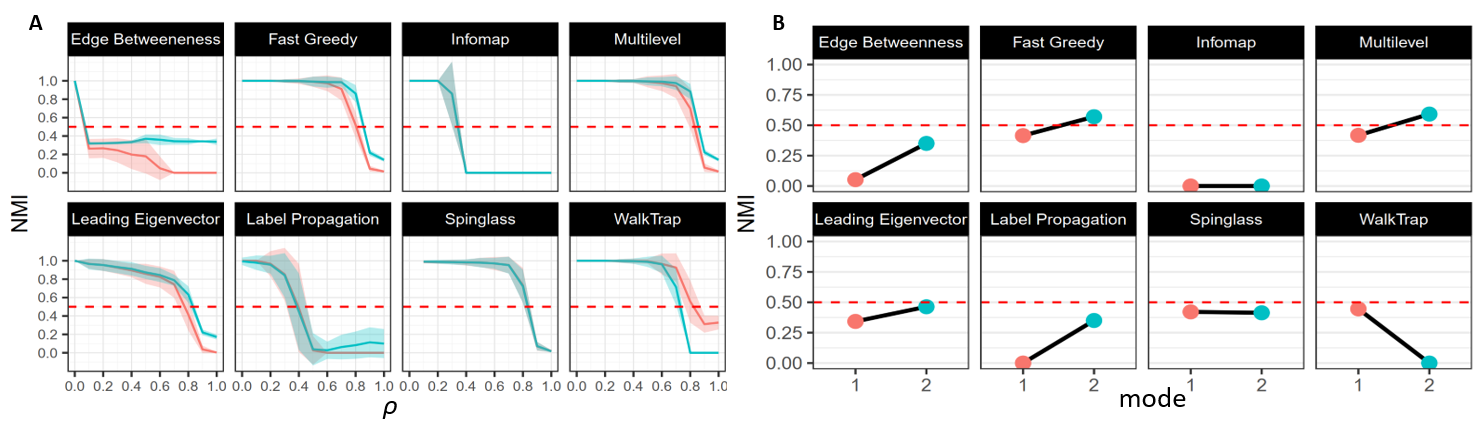 A
Edge Betweeneness Fast Greedy Infomap Multilevel
1.0
0.8
0.6
0.4
0.2
0.0
Leading Eigenvector Label Propagation Spinglass WalkTrap
1.0
0.8
0.6
0.4
0.2
0.0
0.0 0.2 0.4 0.6 0.8 1.0 0.0 0.2 0.4 0.6 0.8 1.0 0.0 0.2 0.4 0.6 0.8 1.0 0.0 0.2 0.4 0.6 0.8 1.0
NMI
ρ
B
Edge Betweenness Fast Greedy Infomap Multilevel
1.00
0.75
0.50
0.25
0.00
Leading Eigenvector Label Propagation Spinglass WalkTrap
1.00
0.75
0.50
0.25
0.00
1 2 1 2 1 2 1 2
NMI
mode